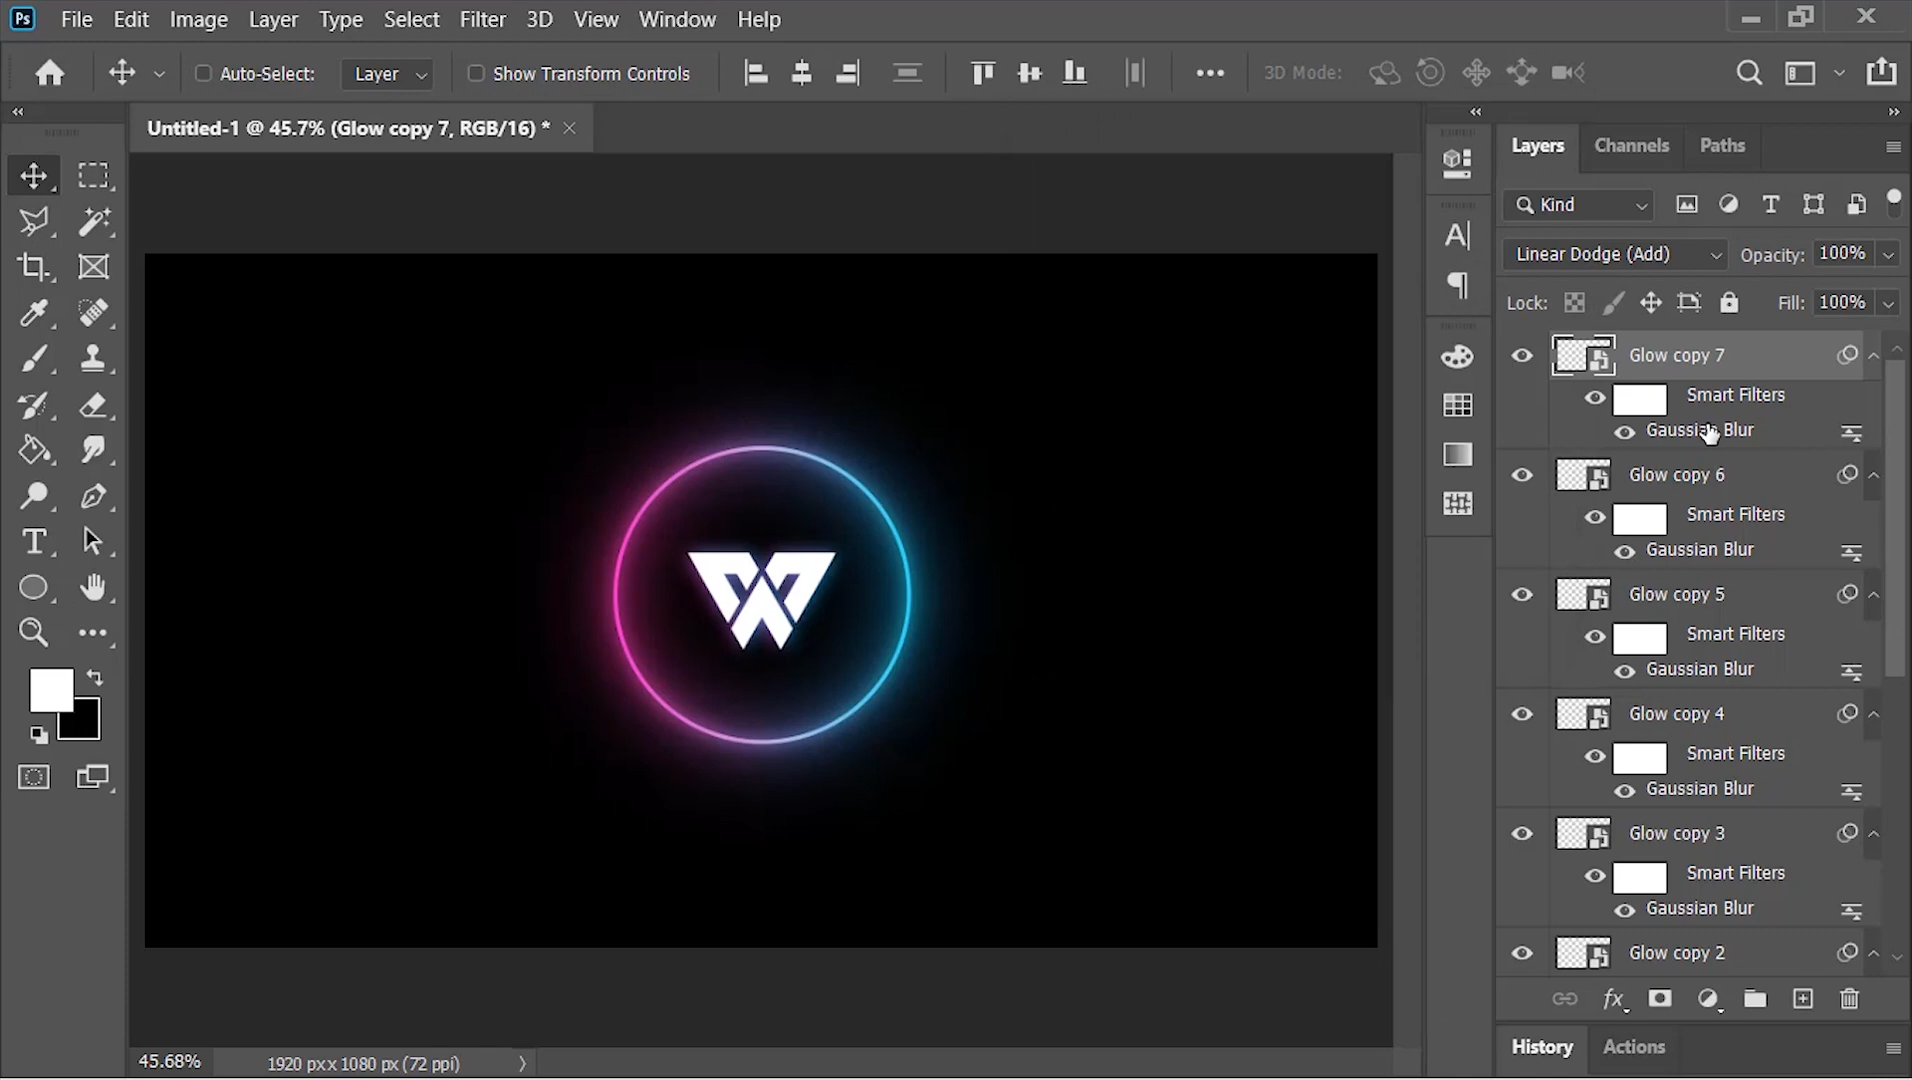 Ps File Edit Image Layer Type Select Filter 3D View Window Help
Auto-Select: Layer Show Transform Controls 3D Mode:
Untitled-1 @ 45.7% (Glow copy 7, RGB/16) *
Layers Channels Paths
Kind
Linear Dodge (Add) Opacity: 100%
Lock: Fill: 100%
Glow copy 7
Smart Filters
Gaussian Blur
Glow copy 6
Smart Filters
Gaussian Blur
Glow copy 5
Smart Filters
Gaussian Blur
Glow copy 4
Smart Filters
Gaussian Blur
Glow copy 3
Smart Filters
Gaussian Blur
Glow copy 2
fx
History Actions
45.68% 1920 px x 1080 px (72 ppi)